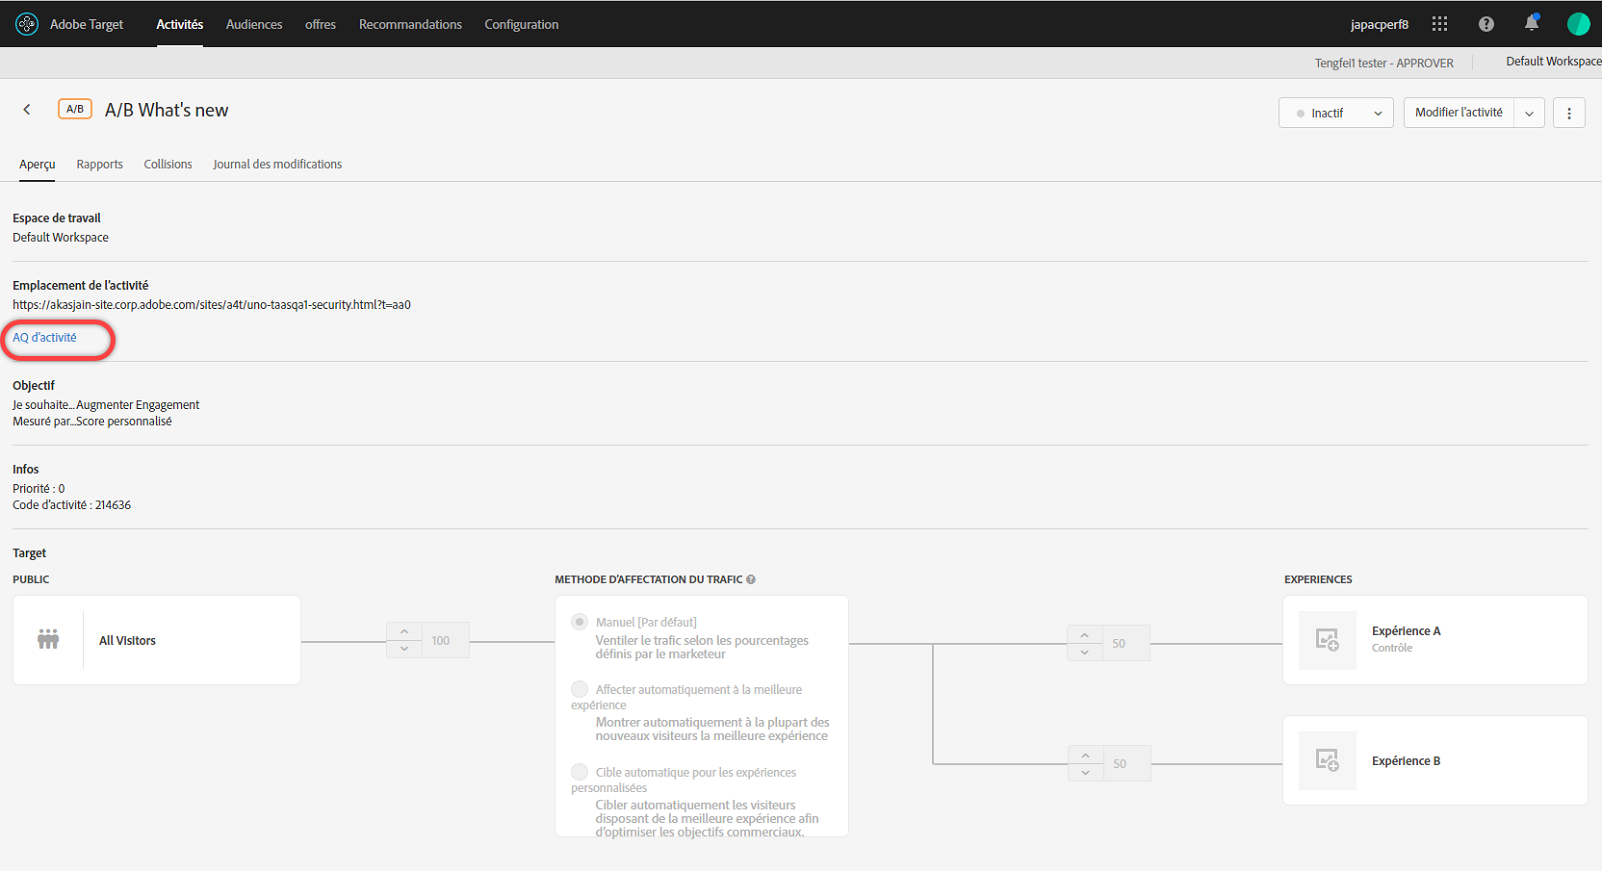 Adobe Target
Activités
Audiences
offres
Recommandations
Configuration
japacperf8
Tengfei1 tester - APPROVER
Default Workspace
A/B
A/B What's new
Inactif
Modifier l'activité
Aperçu
Rapports
Collisions
Journal des modifications
Espace de travail
Default Workspace
Emplacement de l'activité
https://akasjain-site.corp.adobe.com/sites/a4t/uno-taasqa1-security.html?t=aa0
AQ d'activité
Objectif
Je souhaite...Augmenter Engagement
Mesuré par...Score personnalisé
Infos
Priorité : 0
Code d'activité : 214636
Target
PUBLIC
METHODE D'AFFECTATION DU TRAFIC
EXPERIENCES
All Visitors
100
Manuel [Par défaut]
Ventiler le trafic selon les pourcentages
définis par le marketeur
Affecter automatiquement à la meilleure
expérience
Montrer automatiquement à la plupart des
nouveaux visiteurs la meilleure expérience
Cible automatique pour les expériences
personnalisées
Cibler automatiquement les visiteurs
disposant de la meilleure expérience afin
d'optimiser les objectifs commerciaux.
50
Expérience A
Contrôle
50
Expérience B